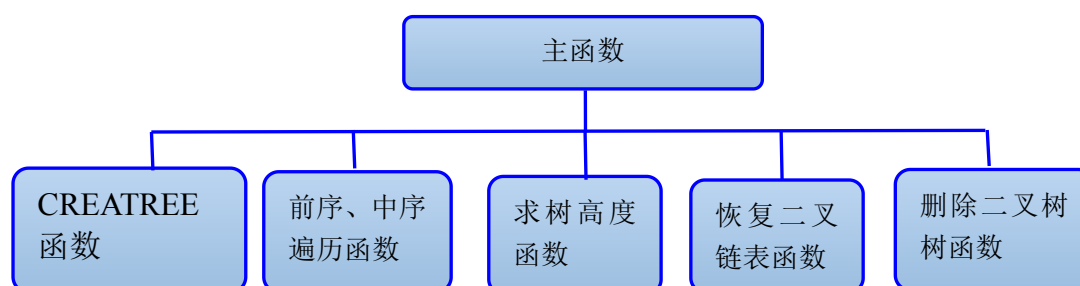 主函数
CREATREE
函数
前序、中序
遍历函数
求树高度
函数
恢复二叉
链表函数
删除二叉树
树函数